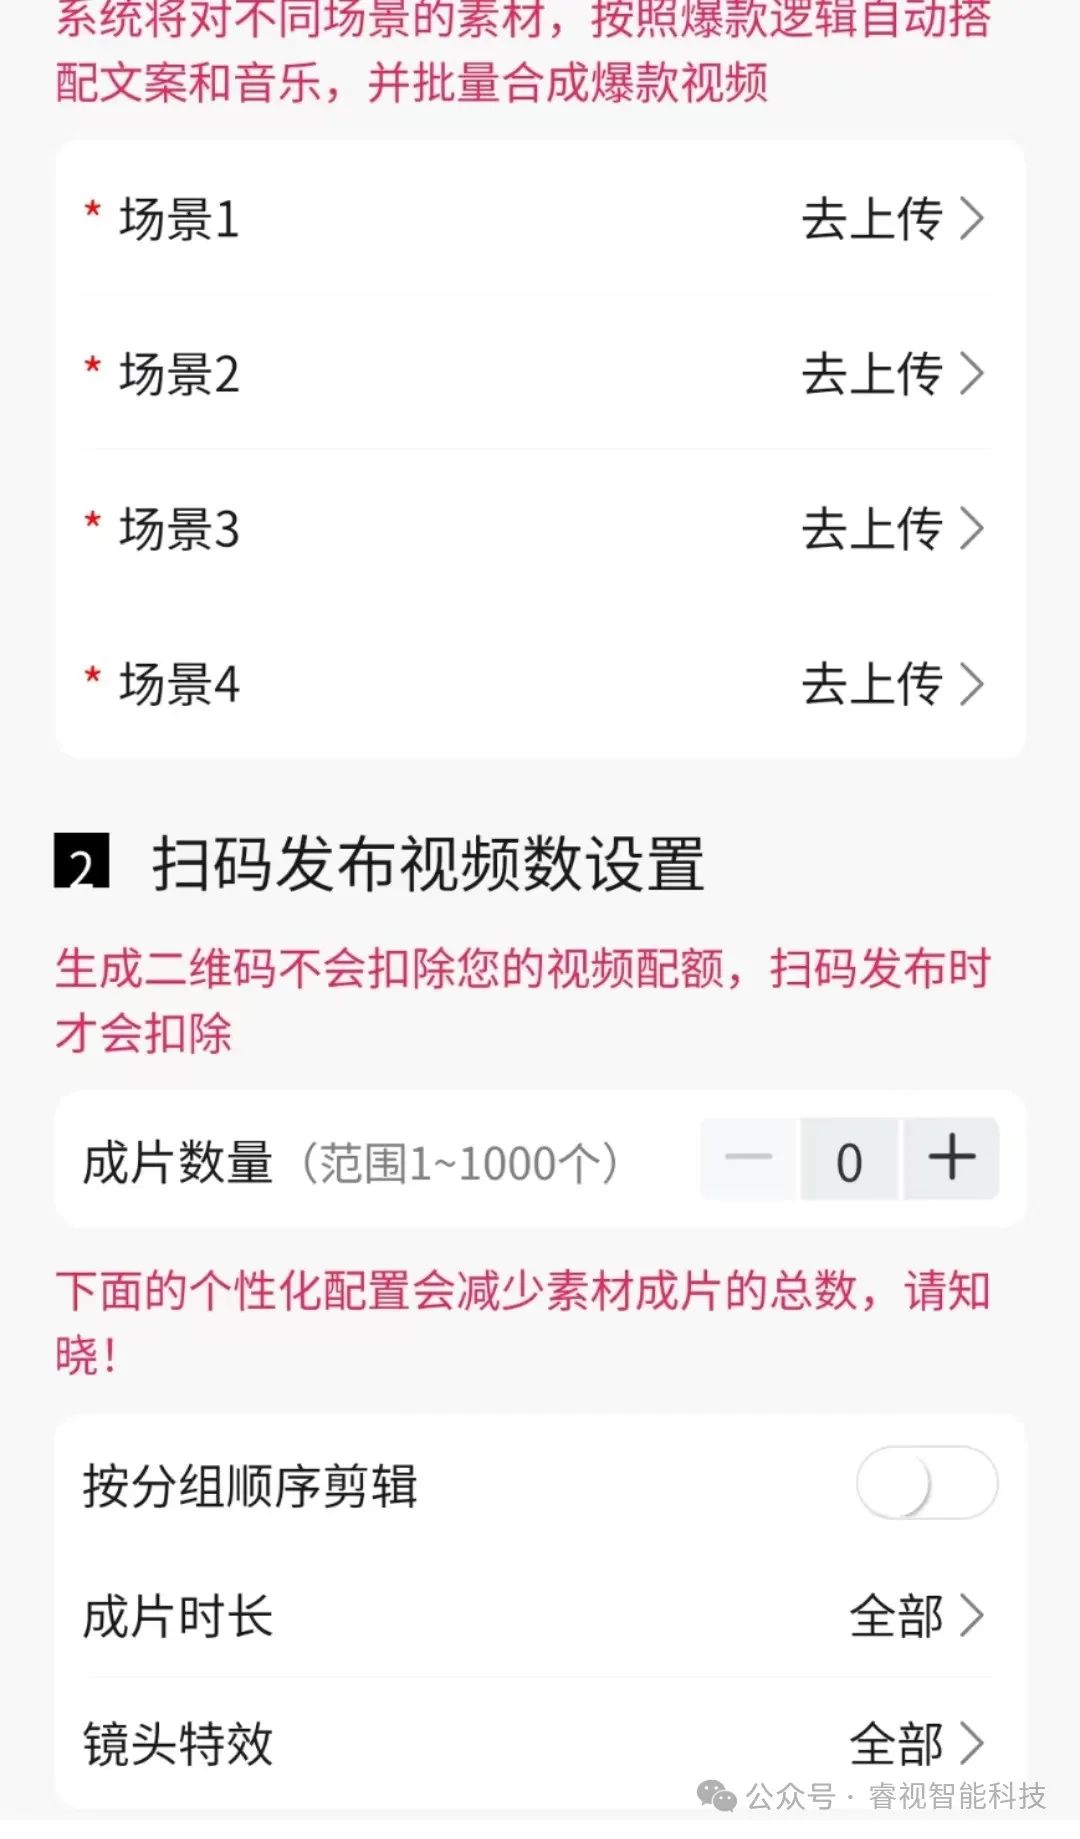 系统将对不同场景的素材，按照爆款逻辑自动搭
配文案和音乐，并批量合成爆款视频
* 场景1 去上传
* 场景2 去上传
* 场景3 去上传
* 场景4 去上传
2 扫码发布视频数设置
生成二维码不会扣除您的视频配额，扫码发布时
才会扣除
成片数量（范围1~1000个） 0
下面的个性化配置会减少素材成片的总数，请知
晓！
按分组顺序剪辑
成片时长 全部
镜头特效 全部
公众号 · 睿视智能科技